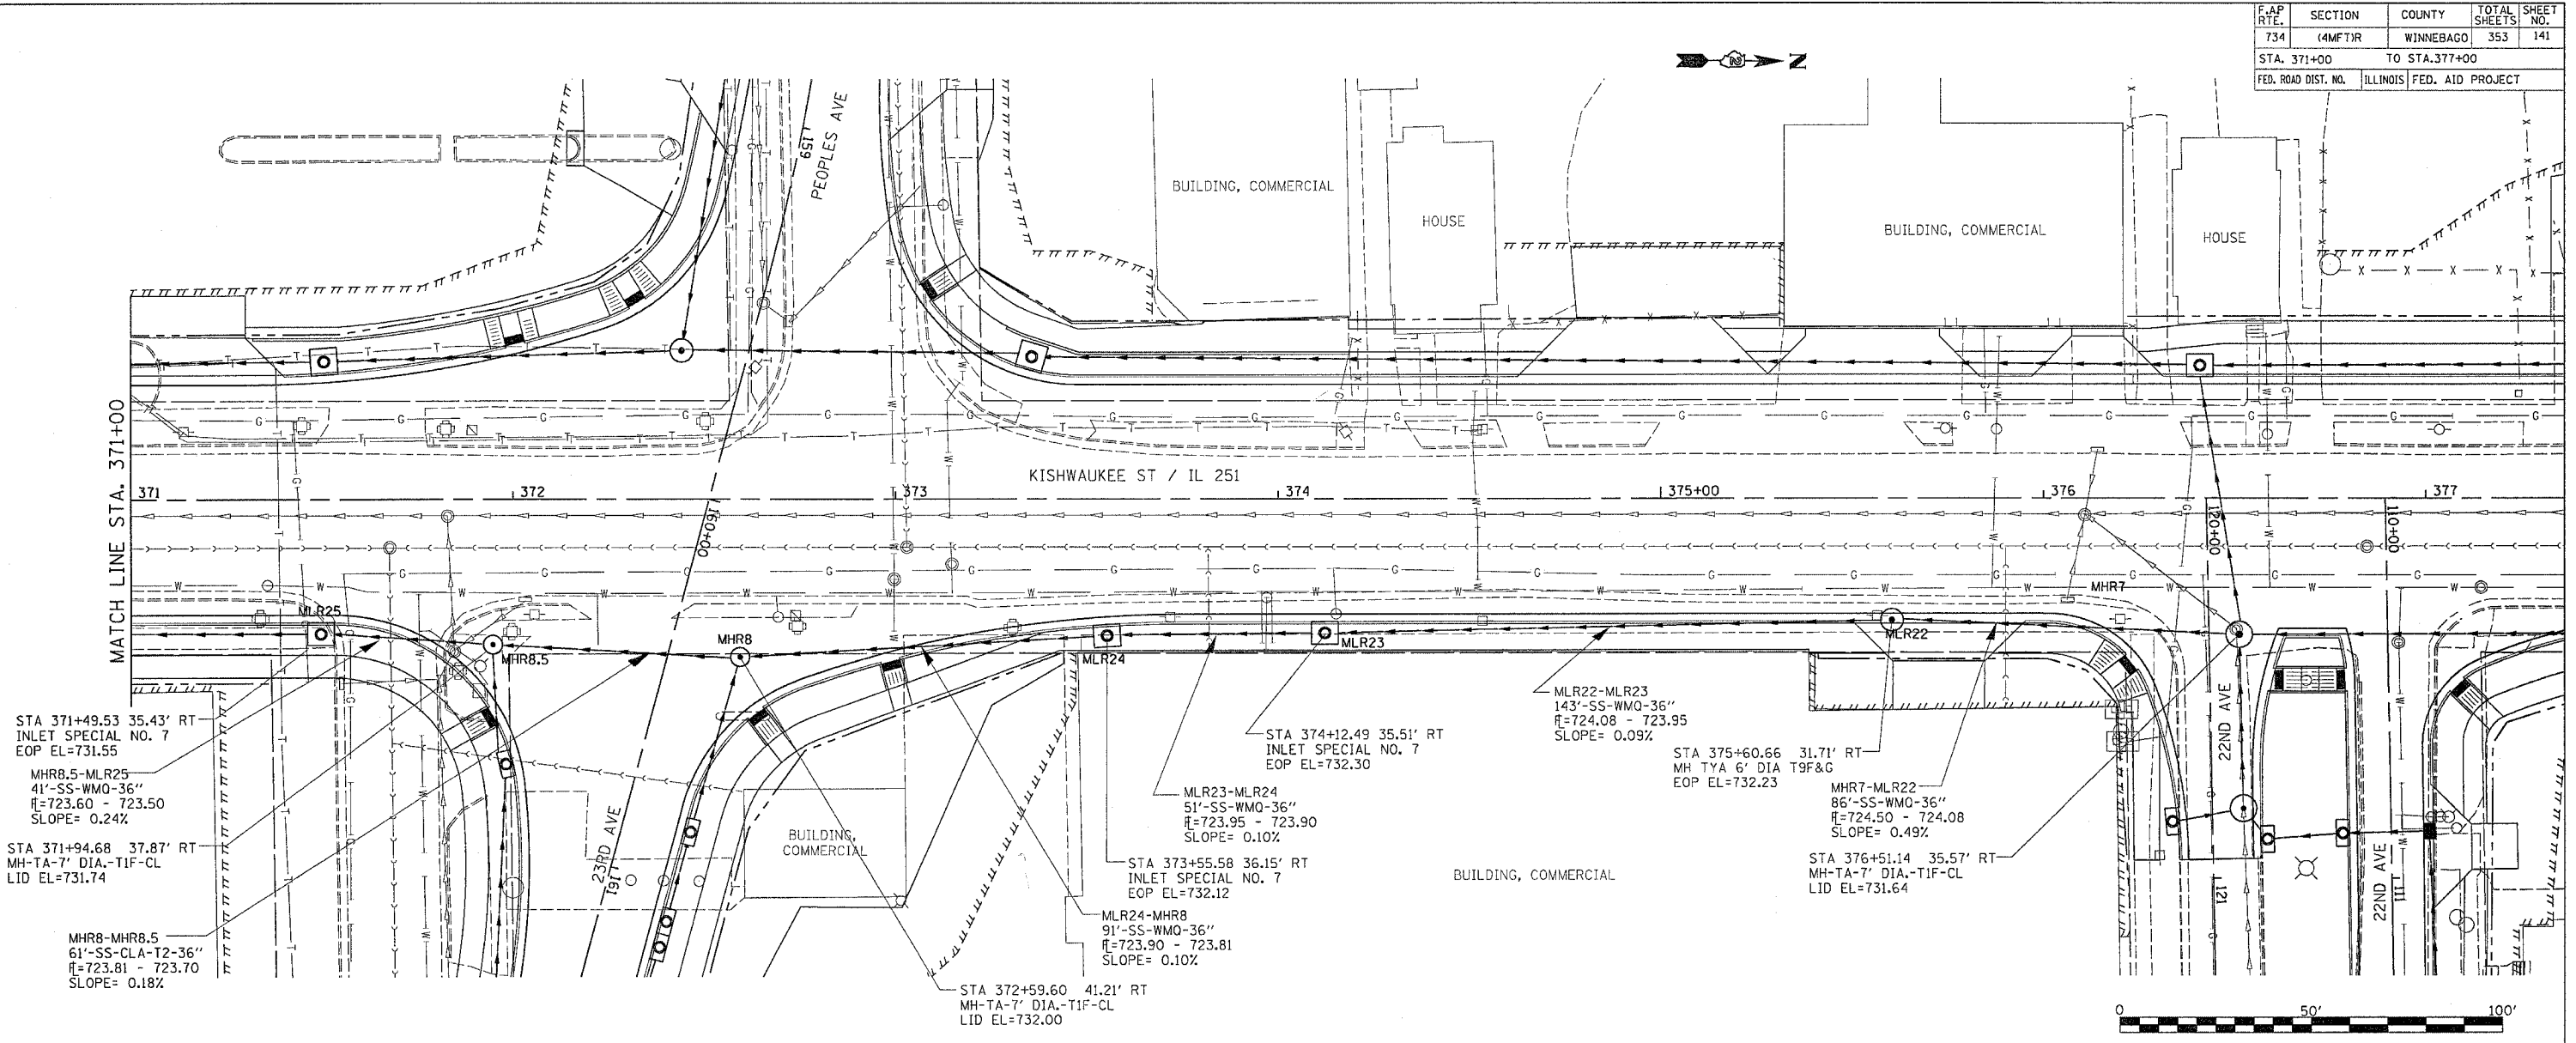 F.AP RTE. SECTION COUNTY TOTAL SHEETS SHEET NO.
734 (4MFT)R WINNEBAGO 353 141
STA. 371+00 TO STA.377+00
FED. ROAD DIST. NO. ILLINOIS FED. AID PROJECT
N
PEOPLES AVE
159
BUILDING, COMMERCIAL
HOUSE
BUILDING, COMMERCIAL
HOUSE
MATCH LINE STA. 371+00
KISHWAUKEE ST / IL 251
371
372
373
374
375+00
376
377
160+00
120+00
110+00
MLR25
MHR8.5
MHR8
MLR24
MLR23
MLR22
MHR7
STA 371+49.53 35.43' RT
INLET SPECIAL NO. 7
EOP EL=731.55
MHR8.5-MLR25
41'-SS-WMQ-36"
FL=723.60 - 723.50
SLOPE= 0.24%
STA 371+94.68 37.87' RT
MH-TA-7' DIA.-T1F-CL
LID EL=731.74
MHR8-MHR8.5
61'-SS-CLA-T2-36"
FL=723.81 - 723.70
SLOPE= 0.18%
23RD AVE
161
BUILDING,
COMMERCIAL
STA 372+59.60 41.21' RT
MH-TA-7' DIA.-T1F-CL
LID EL=732.00
MLR24-MHR8
91'-SS-WMQ-36"
FL=723.90 - 723.81
SLOPE= 0.10%
STA 373+55.58 36.15' RT
INLET SPECIAL NO. 7
EOP EL=732.12
MLR23-MLR24
51'-SS-WMQ-36"
FL=723.95 - 723.90
SLOPE= 0.10%
STA 374+12.49 35.51' RT
INLET SPECIAL NO. 7
EOP EL=732.30
MLR22-MLR23
143'-SS-WMQ-36"
FL=724.08 - 723.95
SLOPE= 0.09%
STA 375+60.66 31.71' RT
MH TYA 6' DIA T9F&G
EOP EL=732.23
MHR7-MLR22
86'-SS-WMQ-36"
FL=724.50 - 724.08
SLOPE= 0.49%
STA 376+51.14 35.57' RT
MH-TA-7' DIA.-T1F-CL
LID EL=731.64
BUILDING, COMMERCIAL
22ND AVE
121
22ND AVE
111
0 50' 100'